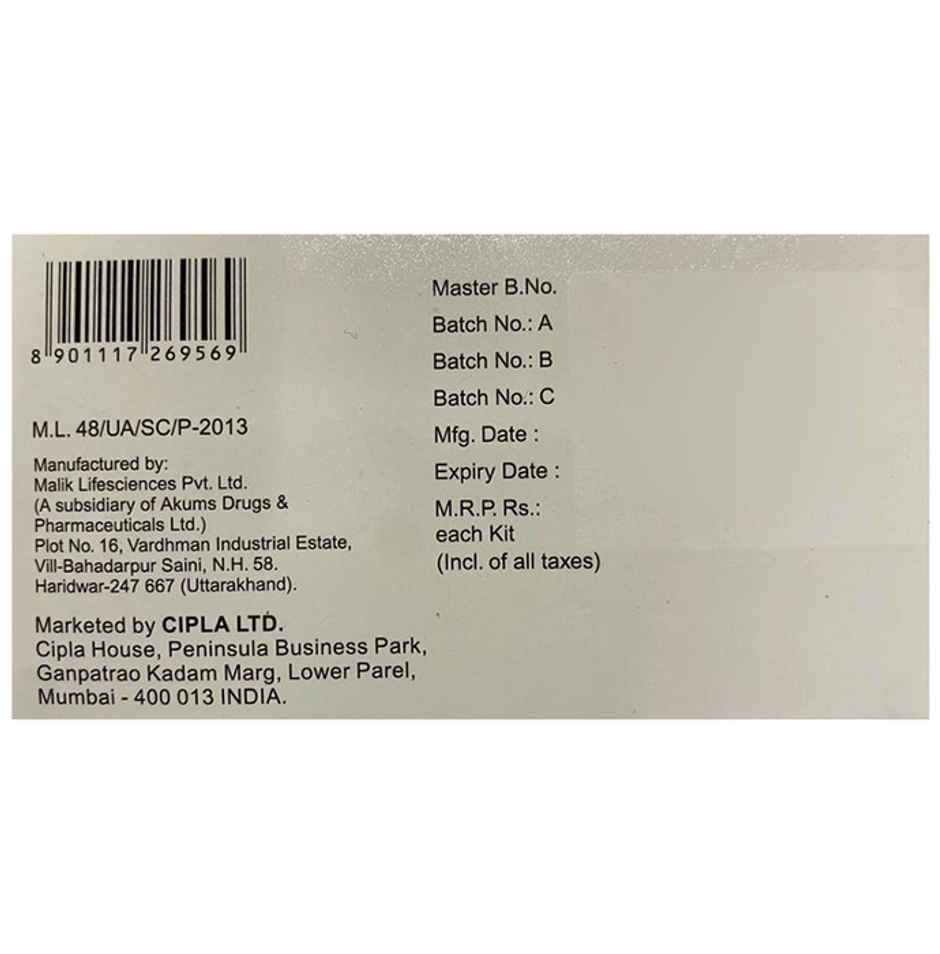 8 901117 269569
M.L. 48/UA/SC/P-2013
Manufactured by:
Malik Lifesciences Pvt. Ltd.
(A subsidiary of Akums Drugs &
Pharmaceuticals Ltd.)
Plot No. 16, Vardhman Industrial Estate,
Vill-Bahadarpur Saini, N.H. 58.
Haridwar-247 667 (Uttarakhand).
Marketed by CIPLA LTD.
Cipla House, Peninsula Business Park,
Ganpatrao Kadam Marg, Lower Parel,
Mumbai - 400 013 INDIA.
Master B.No.
Batch No.: A
Batch No.: B
Batch No.: C
Mfg. Date :
Expiry Date :
M.R.P. Rs.:
each Kit
(Incl. of all taxes)